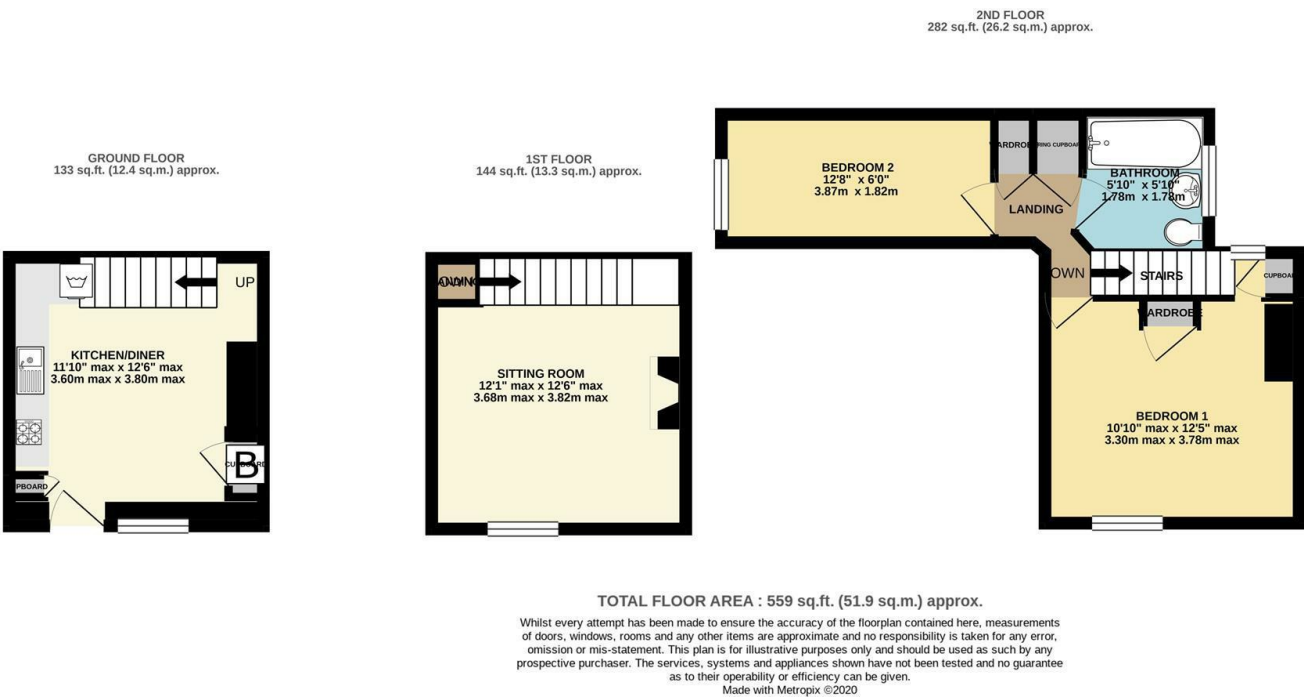 2ND FLOOR
282 sq.ft. (26.2 sq.m.) approx.
GROUND FLOOR
133 sq.ft. (12.4 sq.m.) approx.
1ST FLOOR
144 sq.ft. (13.3 sq.m.) approx.
UP
KITCHEN/DINER
11'10" max x 12'6" max
3.60m max x 3.80m max
B
PBOARD
OWN
SITTING ROOM
12'1" max x 12'6" max
3.68m max x 3.82m max
BEDROOM 2
12'8" x 6'0"
3.87m x 1.82m
ARDROBE
RING CUPBOARD
BATHROOM
5'10" x 5'10"
1.78m x 1.78m
LANDING
OWN
STAIRS
CUPBOARD
WARDROBE
BEDROOM 1
10'10" max x 12'5" max
3.30m max x 3.78m max
TOTAL FLOOR AREA : 559 sq.ft. (51.9 sq.m.) approx.
Whilst every attempt has been made to ensure the accuracy of the floorplan contained here, measurements
of doors, windows, rooms and any other items are approximate and no responsibility is taken for any error,
omission or mis-statement. This plan is for illustrative purposes only and should be used as such by any
prospective purchaser. The services, systems and appliances shown have not been tested and no guarantee
as to their operability or efficiency can be given.
Made with Metropix ©2020